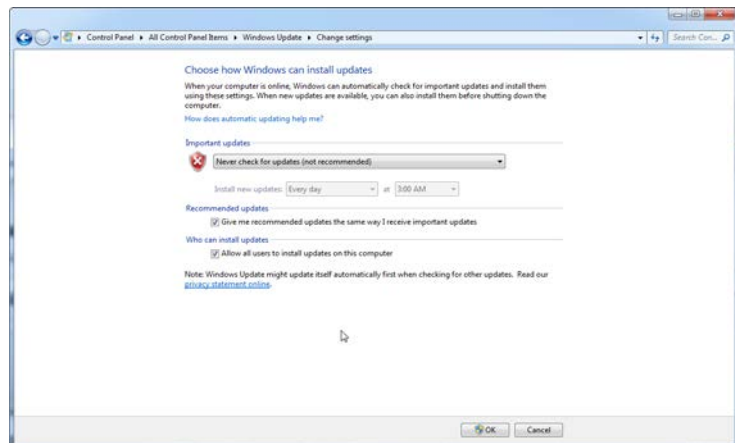 Control Panel ▸ All Control Panel Items ▸ Windows Update ▸ Change settings
Search Con...
Choose how Windows can install updates
When your computer is online, Windows can automatically check for important updates and install them
using these settings. When new updates are available, you can also install them before shutting down the
computer.
How does automatic updating help me?
Important updates
Never check for updates (not recommended)
Install new updates: Every day at 3:00 AM
Recommended updates
Give me recommended updates the same way I receive important updates
Who can install updates
Allow all users to install updates on this computer
Note: Windows Update might update itself automatically first when checking for other updates. Read our
privacy statement online.
OK Cancel